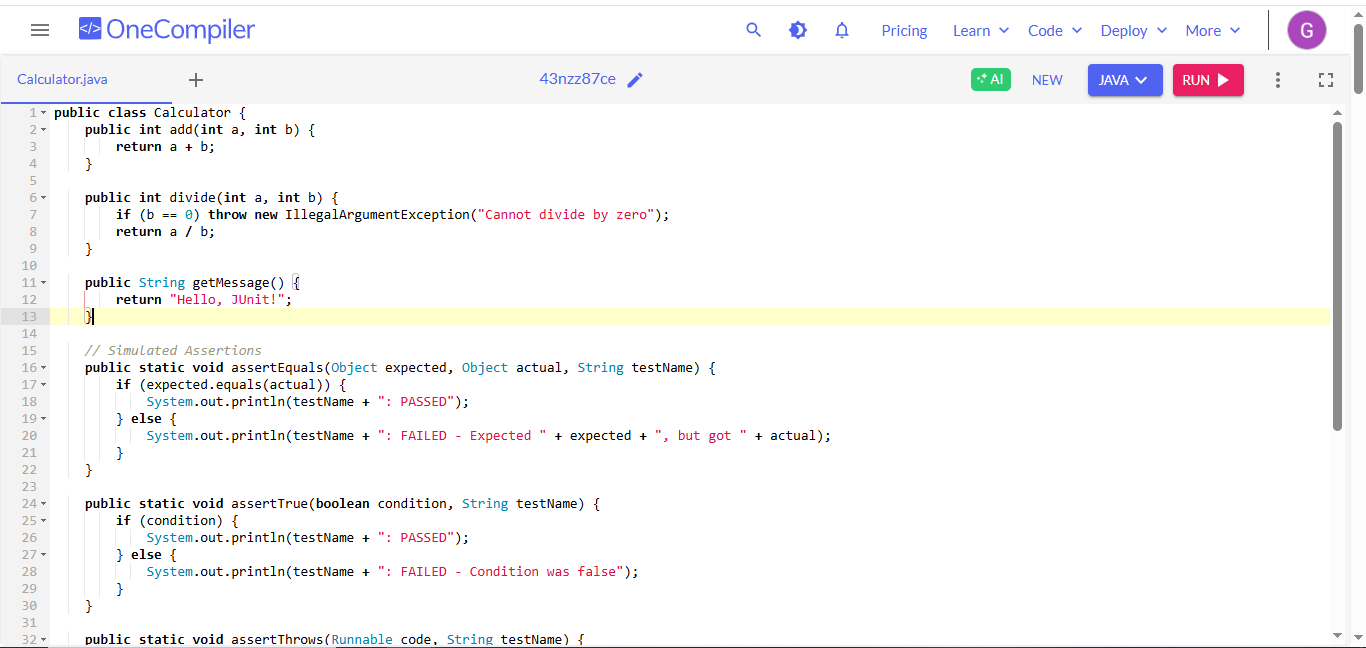 </> OneCompiler
Pricing Learn Code Deploy More G
Calculator.java + 43nzz87ce AI NEW JAVA RUN
1 public class Calculator {
2     public int add(int a, int b) {
3         return a + b;
4     }
5
6     public int divide(int a, int b) {
7         if (b == 0) throw new IllegalArgumentException("Cannot divide by zero");
8         return a / b;
9     }
10
11     public String getMessage() {
12         return "Hello, JUnit!";
13     }
14
15     // Simulated Assertions
16     public static void assertEquals(Object expected, Object actual, String testName) {
17         if (expected.equals(actual)) {
18             System.out.println(testName + ": PASSED");
19         } else {
20             System.out.println(testName + ": FAILED - Expected " + expected + ", but got " + actual);
21         }
22     }
23
24     public static void assertTrue(boolean condition, String testName) {
25         if (condition) {
26             System.out.println(testName + ": PASSED");
27         } else {
28             System.out.println(testName + ": FAILED - Condition was false");
29         }
30     }
31
32     public static void assertThrows(Runnable code, String testName) {